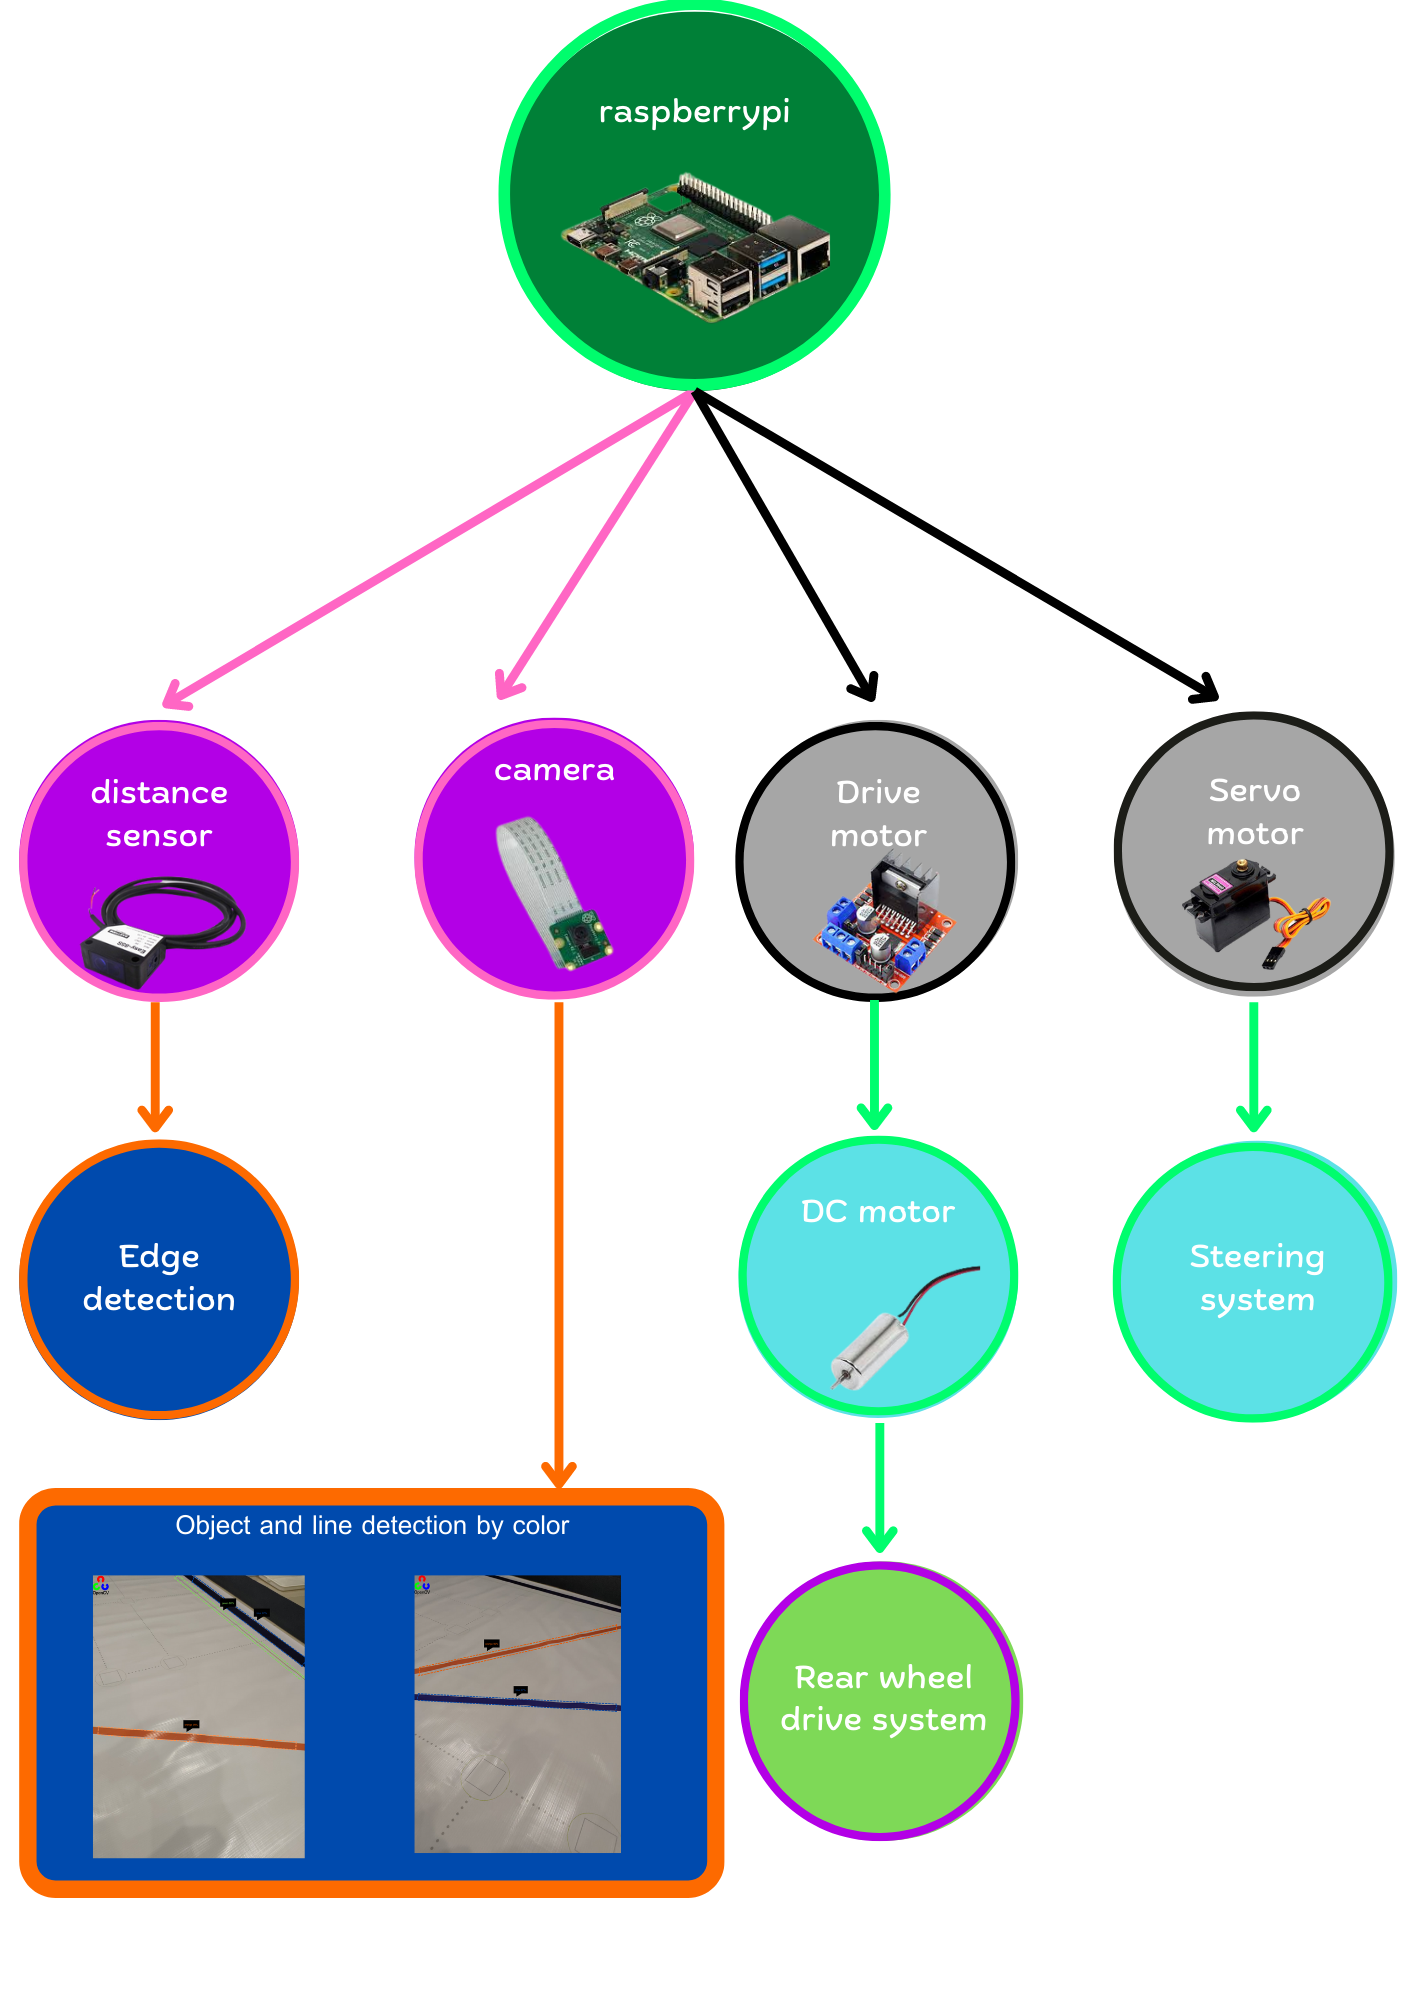 raspberrypi
distance
sensor
camera
Drive
motor
Servo
motor
Edge
detection
DC motor
Steering
system
Object and line detection by color
Rear wheel
drive system